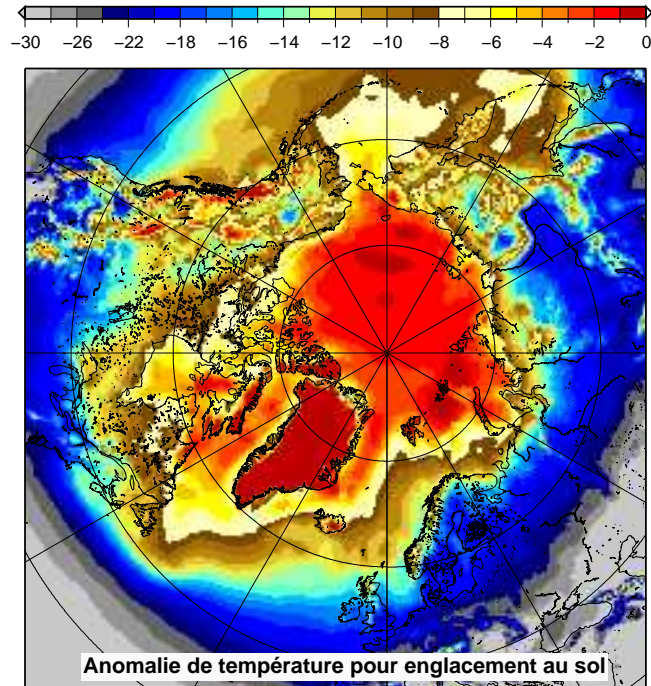 −30 −26 −22 −18 −16 −14 −12 −10 −8 −6 −4 −2 0
Anomalie de température pour englacement au sol